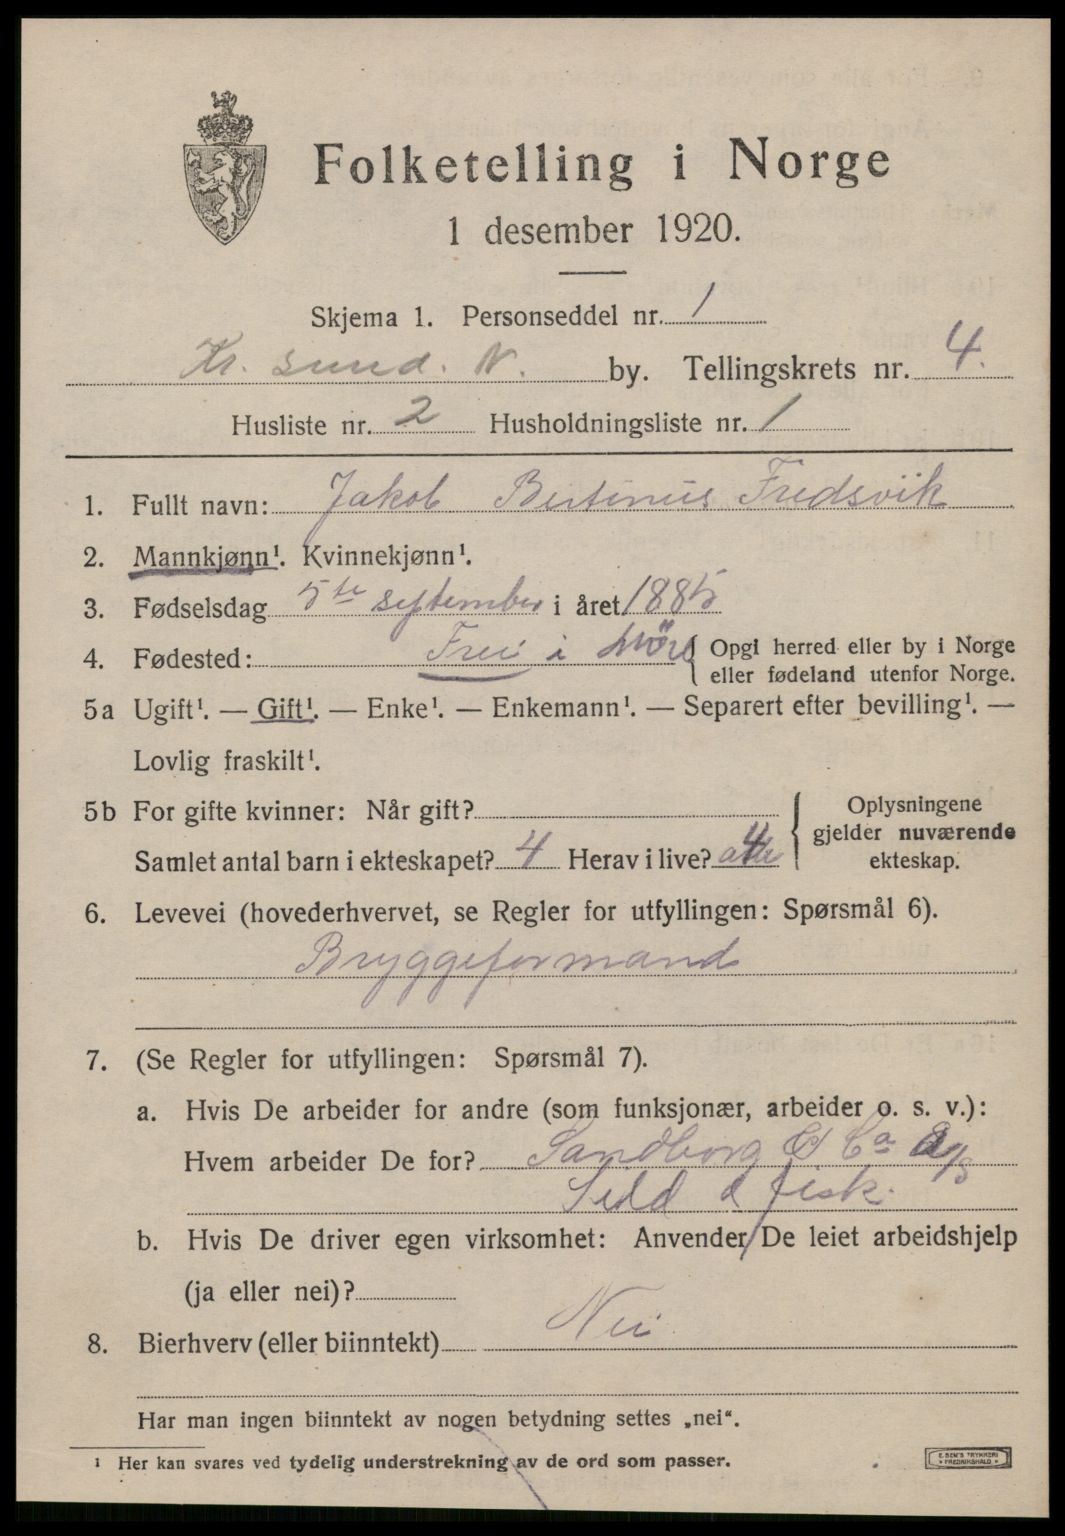 Folketelling i Norge
1 desember 1920.
Skjema 1. Personseddel nr. 1
Kr. sund. N. by. Tellingskrets nr. 4.
Husliste nr. 2 Husholdningsliste nr. 1
1. Fullt navn: Jakob Bertinus Fredsvik
2. Mannkjønn¹. Kvinnekjønn¹.
3. Fødselsdag 5te september i året 1885
4. Fødested: Frei i Möre { Opgi herred eller by i Norge
eller fødeland utenfor Norge.
5a Ugift¹. — Gift¹. — Enke¹. — Enkemann¹. — Separert efter bevilling¹. —
Lovlig fraskilt¹.
5b For gifte kvinner: Når gift?
Samlet antal barn i ekteskapet? 4 Herav i live? 4
Oplysningene
gjelder nuværende
ekteskap.
6. Levevei (hovederhvervet, se Regler for utfyllingen: Spørsmål 6).
Bryggeformand
7. (Se Regler for utfyllingen: Spørsmål 7).
a. Hvis De arbeider for andre (som funksjonær, arbeider o. s. v.):
Hvem arbeider De for? Sandborg & Co a/s
Sild & fisk.
b. Hvis De driver egen virksomhet: Anvender De leiet arbeidshjelp
(ja eller nei)?
8. Bierhverv (eller biinntekt) Nei
Har man ingen biinntekt av nogen betydning settes „nei“.
¹ Her kan svares ved tydelig understrekning av de ord som passer.